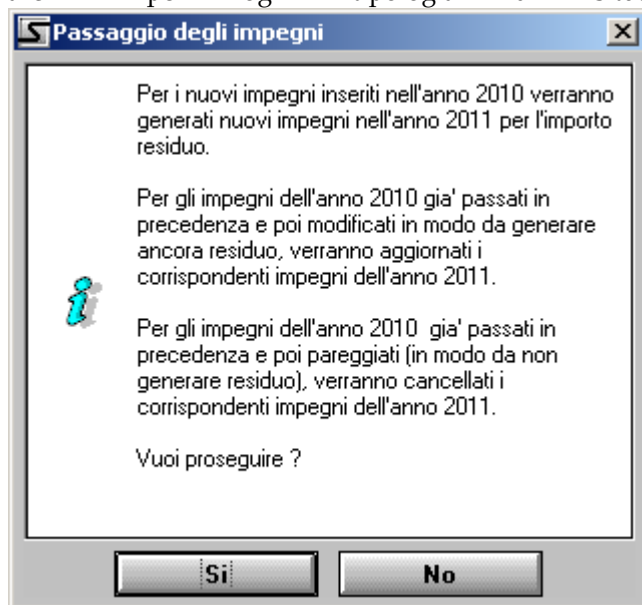 Passaggio degli impegni
Per i nuovi impegni inseriti nell'anno 2010 verranno
generati nuovi impegni nell'anno 2011 per l'importo
residuo.
Per gli impegni dell'anno 2010 gia' passati in
precedenza e poi modificati in modo da generare
ancora residuo, verranno aggiornati i
corrispondenti impegni dell'anno 2011.
Per gli impegni dell'anno 2010 gia' passati in
precedenza e poi pareggiati (in modo da non
generare residuo), verranno cancellati i
corrispondenti impegni dell'anno 2011.
Vuoi proseguire ?
Si
No